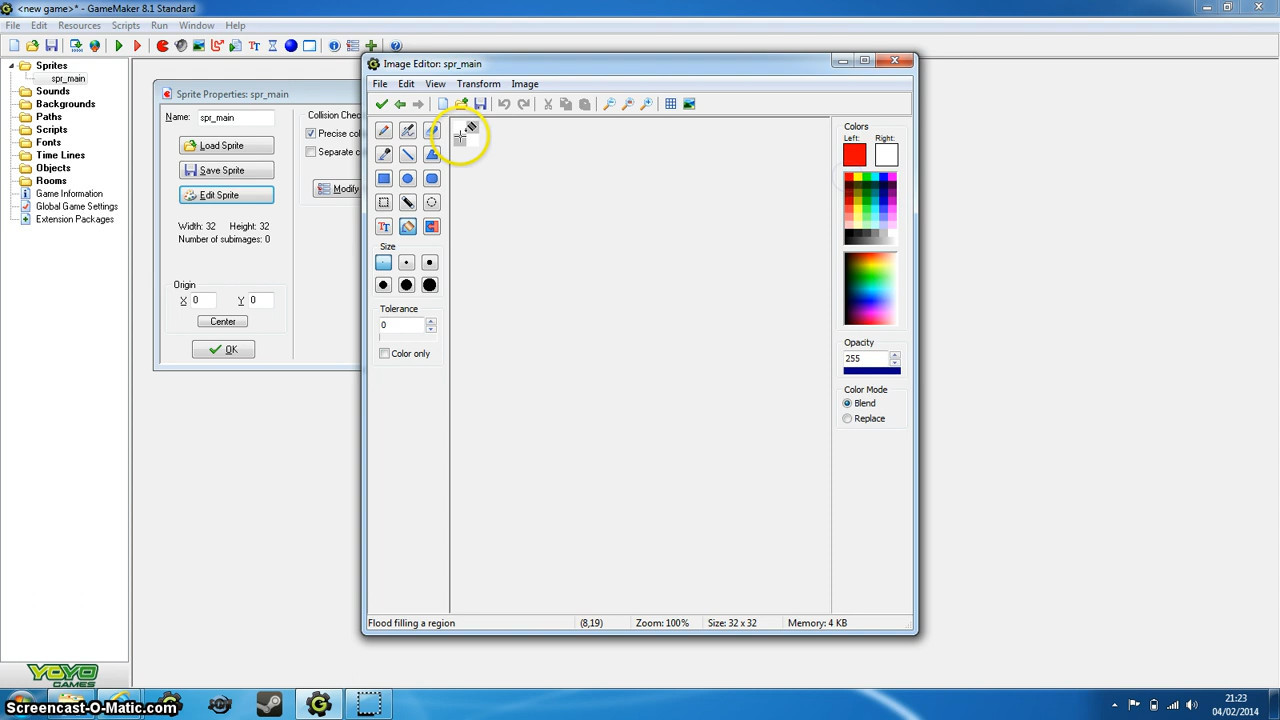 <new game>* - GameMaker 8.1 Standard
File Edit Resources Scripts Run Window Help
Sprites
spr_main
Sounds
Backgrounds
Paths
Scripts
Fonts
Time Lines
Objects
Rooms
Game Information
Global Game Settings
Extension Packages
Sprite Properties: spr_main
Name: spr_main
Load Sprite
Save Sprite
Edit Sprite
Width: 32 Height: 32
Number of subimages: 0
Origin
X 0 Y 0
Center
OK
Collision Chec
Precise col
Separate c
Modify
Image Editor: spr_main
File Edit View Transform Image
Size
Tolerance
0
Color only
Colors
Left: Right:
Opacity
255
Color Mode
Blend
Replace
Flood filling a region (8,19) Zoom: 100% Size: 32 x 32 Memory: 4 KB
YOYO
GAMES
Screencast-O-Matic.com
21:23
04/02/2014